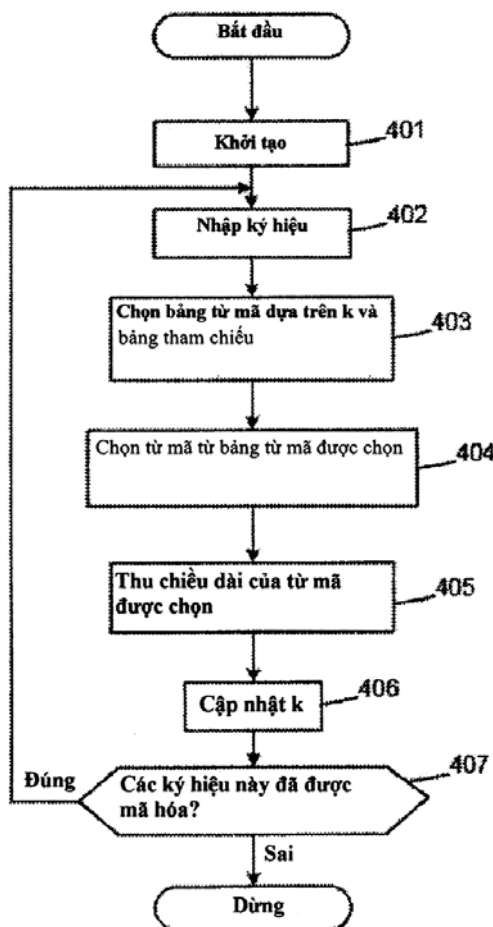 Bắt đầu
Khởi tạo
401
Nhập ký hiệu
402
Chọn bảng từ mã dựa trên k và
bảng tham chiếu
403
Chọn từ mã từ bảng từ mã được chọn
404
Thu chiều dài của từ mã
được chọn
405
Cập nhật k
406
Đúng
Các ký hiệu này đã được
mã hóa?
407
Sai
Dừng